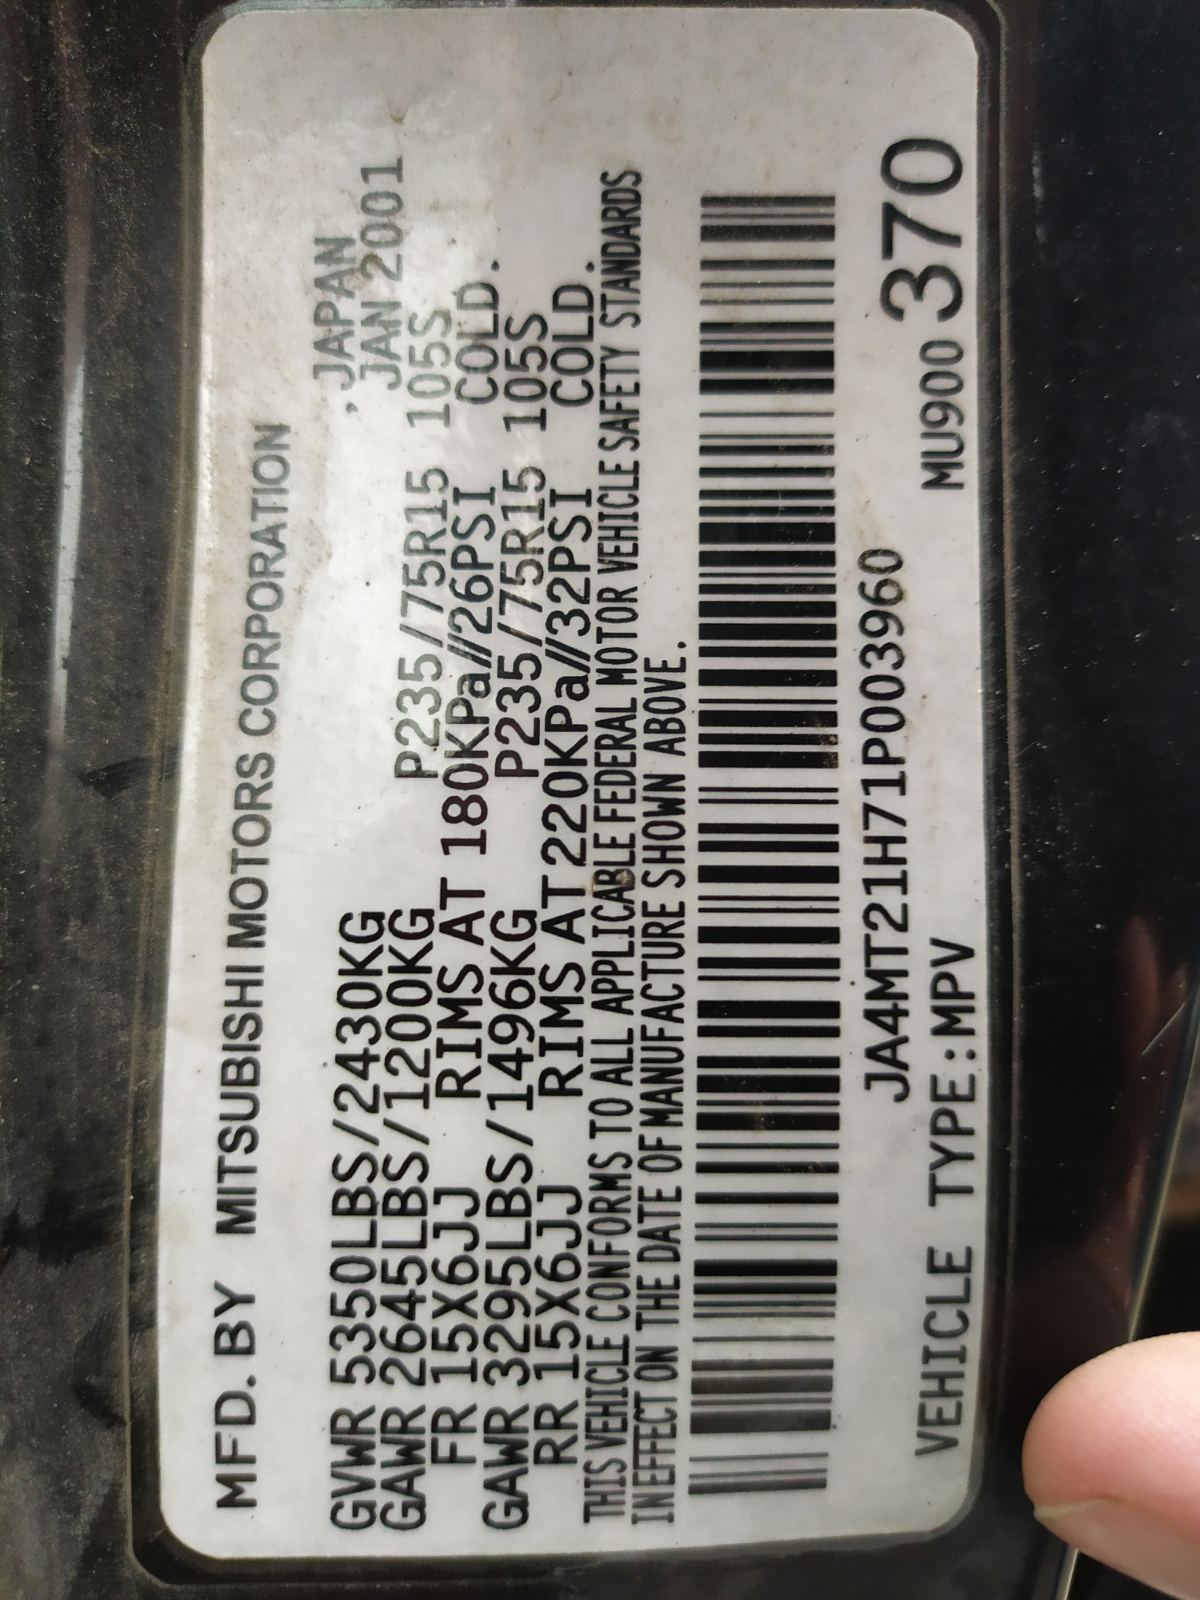 MFD. BY MITSUBISHI MOTORS CORPORATION
, JAPAN
GVWR 5350LBS/2430KG JAN 2001
GAWR 2645LBS/1200KG P235/75R15 105S
FR 15X6JJ RIMS AT 180KPa//26PSI COLD.
GAWR 3295LBS/1496KG P235/75R15 105S
RR 15X6JJ RIMS AT 220KPa//32PSI COLD.
THIS VEHICLE CONFORMS TO ALL APPLICABLE FEDERAL MOTOR VEHICLE SAFETY STANDARDS
IN EFFECT ON THE DATE OF MANUFACTURE SHOWN ABOVE.
JA4MT21H71P003960
VEHICLE TYPE:MPV MU900 370